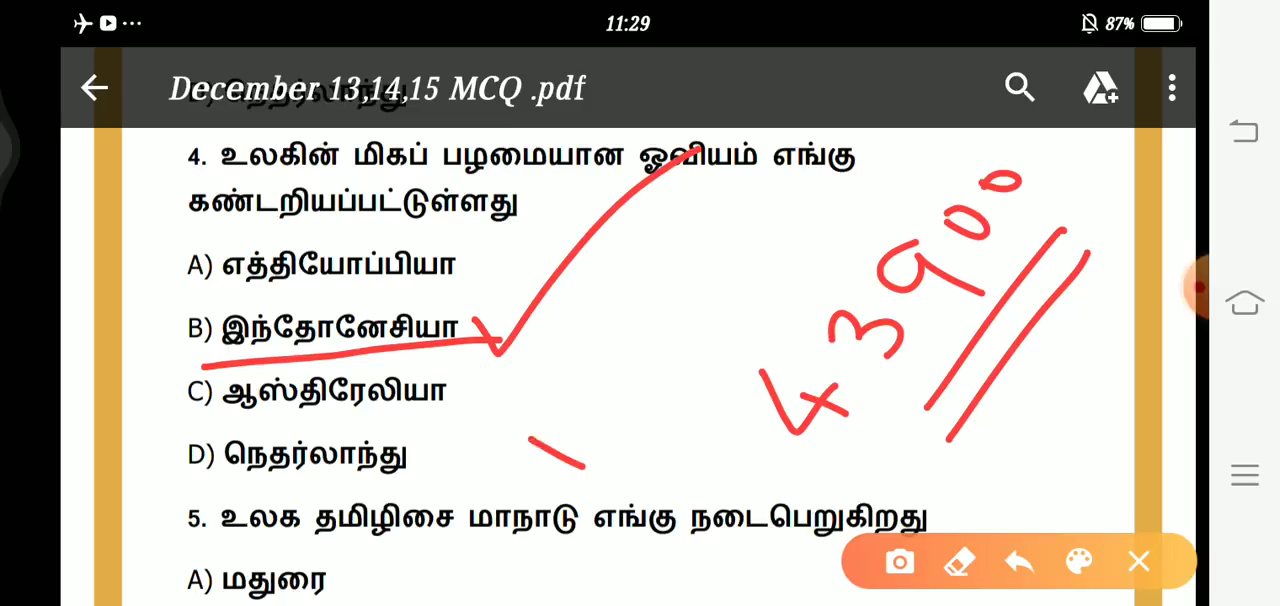 11:29
87%
December 13,14,15 MCQ .pdf
4. உலகின் மிகப் பழமையான ஓவியம் எங்கு
கண்டறியப்பட்டுள்ளது
A) எத்தியோப்பியா
B) இந்தோனேசியா
C) ஆஸ்திரேலியா
D) நெதர்லாந்து
43900
5. உலக தமிழிசை மாநாடு எங்கு நடைபெறுகிறது
A) மதுரை